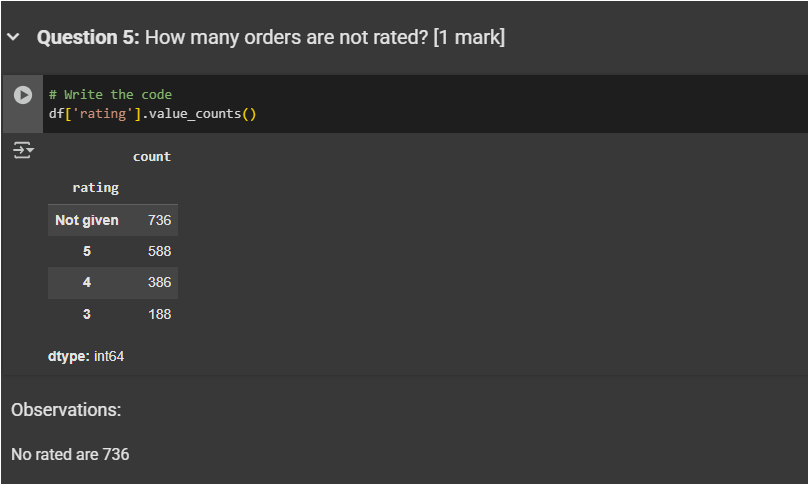 Question 5: How many orders are not rated? [1 mark]
# Write the code
df['rating'].value_counts()
count
rating
Not given 736
5 588
4 386
3 188
dtype: int64
Observations:
No rated are 736